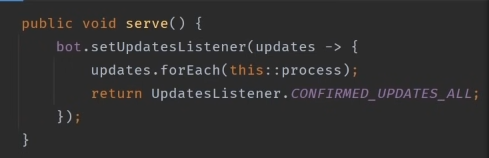 public void serve() {
bot.setUpdatesListener(updates -> {
updates.forEach(this::process);
return UpdatesListener.CONFIRMED_UPDATES_ALL;
});
}